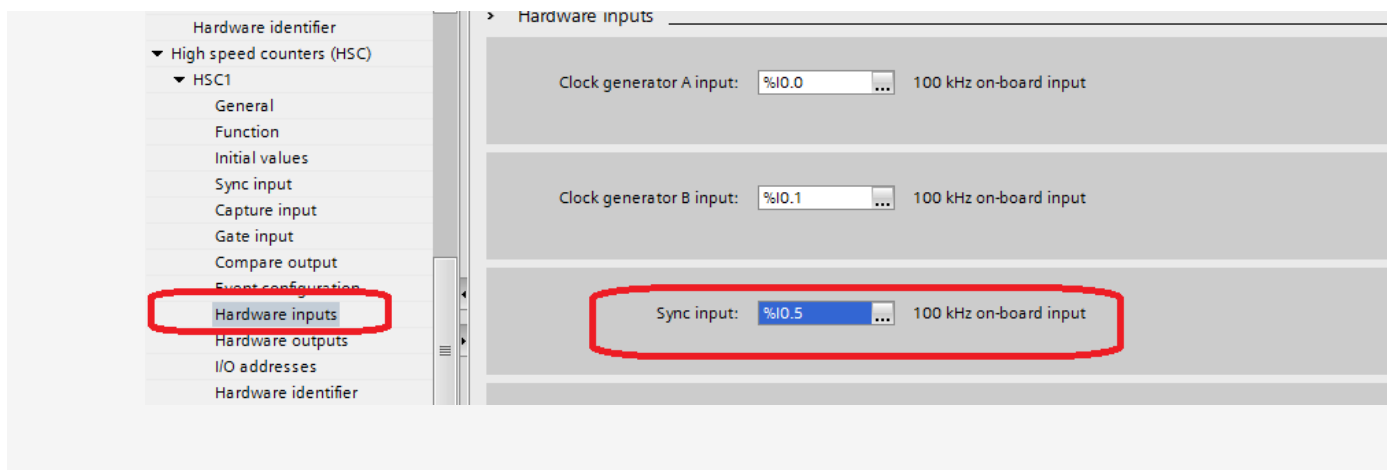 Hardware identifier
High speed counters (HSC)
HSC1
General
Function
Initial values
Sync input
Capture input
Gate input
Compare output
Event configuration
Hardware inputs
Hardware outputs
I/O addresses
Hardware identifier
Hardware inputs
Clock generator A input: %I0.0 ... 100 kHz on-board input
Clock generator B input: %I0.1 ... 100 kHz on-board input
Sync input: %I0.5 ... 100 kHz on-board input